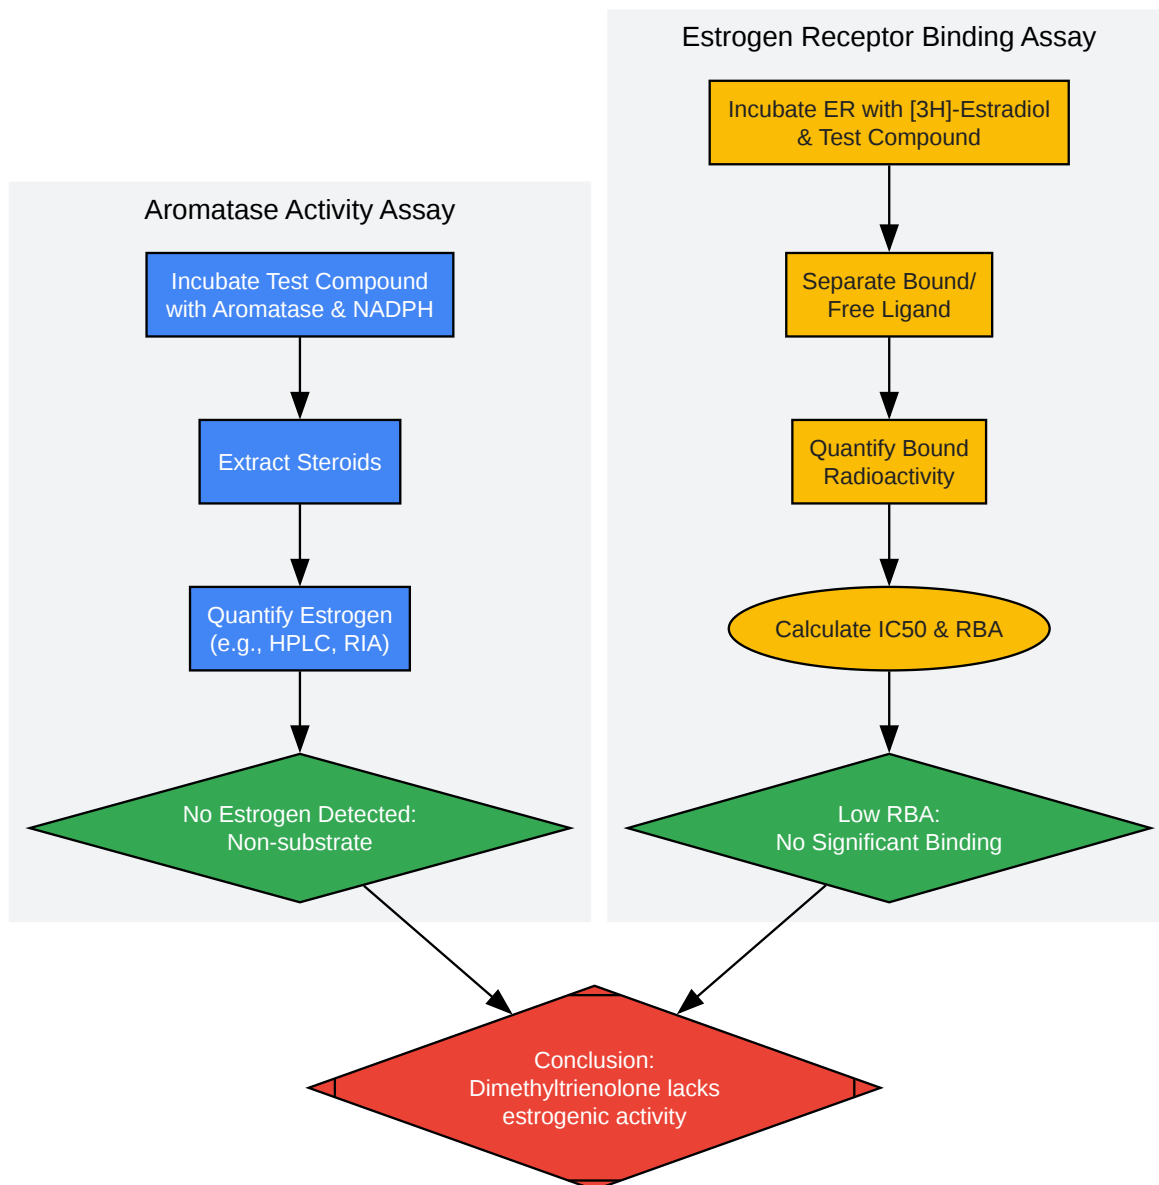 Aromatase Activity Assay
Incubate Test Compound
with Aromatase & NADPH
Extract Steroids
Quantify Estrogen
(e.g., HPLC, RIA)
No Estrogen Detected:
Non-substrate
Estrogen Receptor Binding Assay
Incubate ER with [3H]-Estradiol
& Test Compound
Separate Bound/
Free Ligand
Quantify Bound
Radioactivity
Calculate IC50 & RBA
Low RBA:
No Significant Binding
Conclusion:
Dimethyltrienolone lacks
estrogenic activity